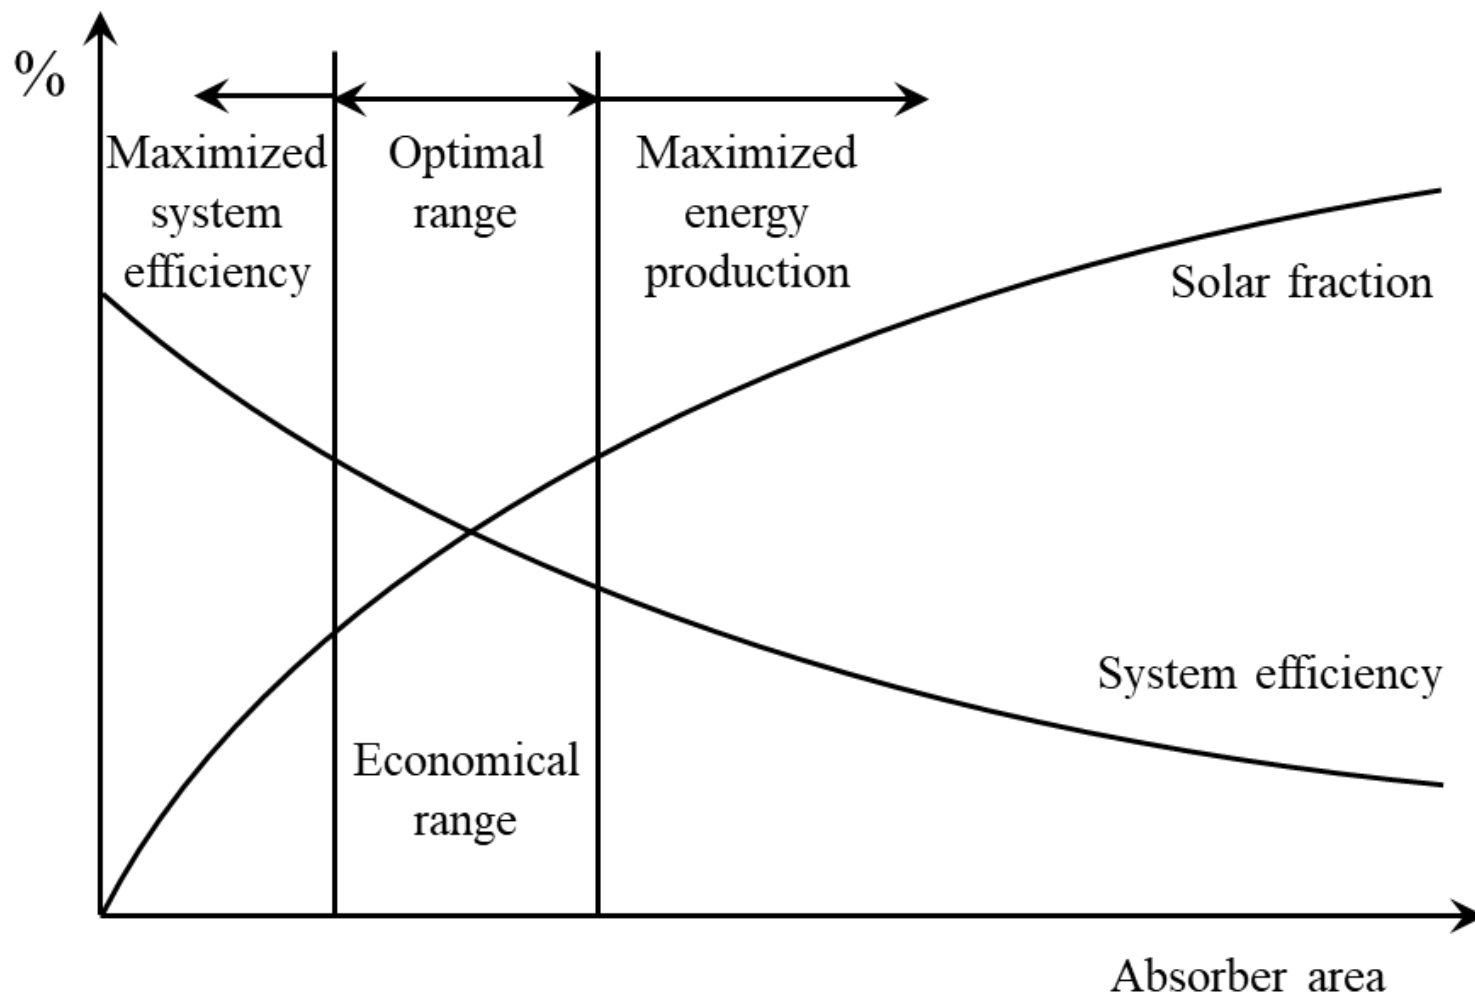 %
Maximized
system
efficiency
Optimal
range
Maximized
energy
production
Solar fraction
System efficiency
Economical
range
Absorber area